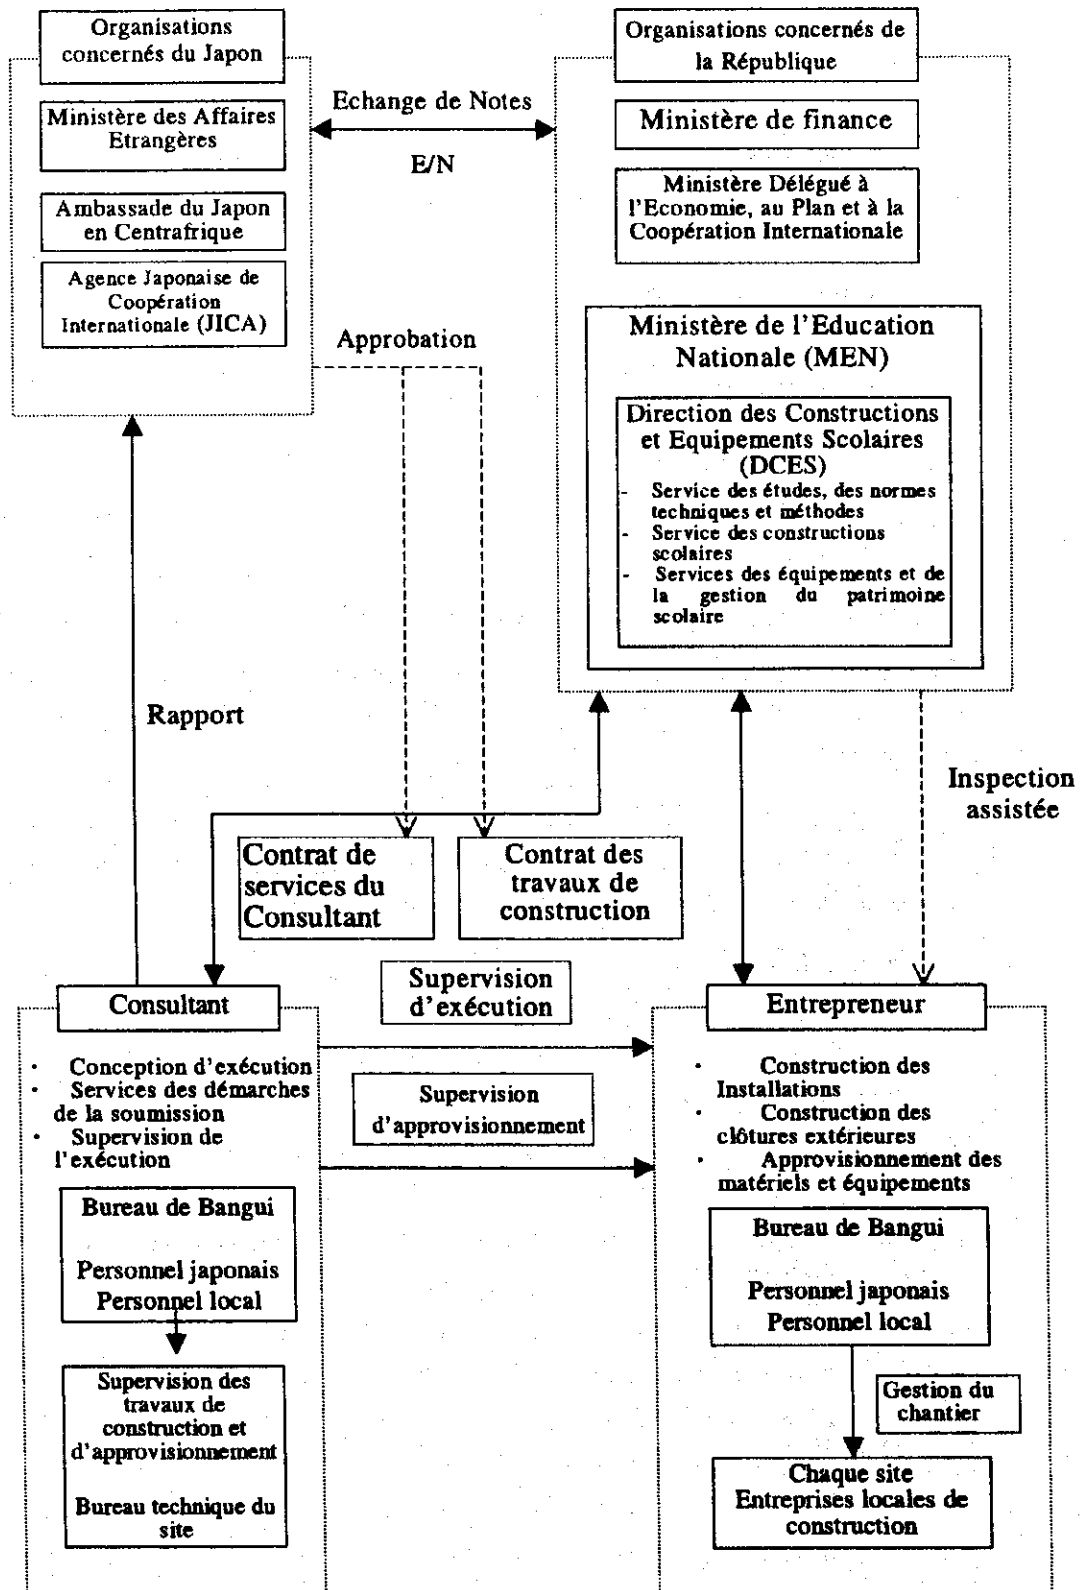 Organisations
concernés du Japon
Ministère des Affaires
Etrangères
Ambassade du Japon
en Centrafrique
Agence Japonaise de
Coopération
Internationale (JICA)
Echange de Notes
E/N
Organisations concernés de
la République
Ministère de finance
Ministère Délégué à
l'Economie, au Plan et à la
Coopération Internationale
Ministère de l'Education
Nationale (MEN)
Direction des Constructions
et Equipements Scolaires
(DCES)
- Service des études, des normes
techniques et méthodes
- Service des constructions
scolaires
- Services des équipements et de
la gestion du patrimoine
scolaire
Approbation
Rapport
Inspection
assistée
Contrat de
services du
Consultant
Contrat des
travaux de
construction
Supervision
d'exécution
Consultant
· Conception d'exécution
· Services des démarches
de la soumission
· Supervision de
l'exécution
Bureau de Bangui
Personnel japonais
Personnel local
Supervision des
travaux de
construction et
d'approvisionnement
Bureau technique du
site
Supervision
d'approvisionnement
Entrepreneur
· Construction des
Installations
· Construction des
clôtures extérieures
· Approvisionnement des
matériels et équipements
Bureau de Bangui
Personnel japonais
Personnel local
Gestion du
chantier
Chaque site
Entreprises locales de
construction